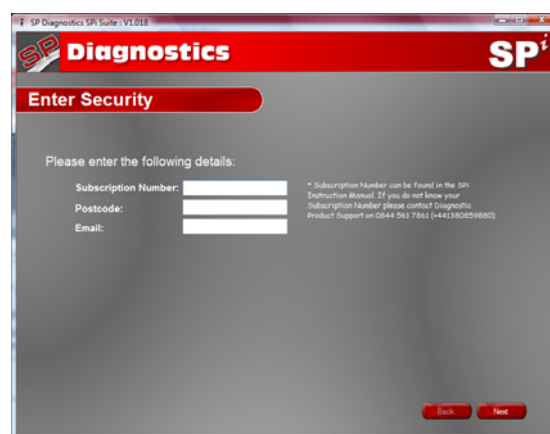 SP Diagnostics SPi Suite : V1.018
SP Diagnostics SPi
Enter Security
Please enter the following details:
Subscription Number:
Postcode:
Email:
* Subscription Number can be found in the SPi
Instruction Manual. If you do not know your
Subscription Number please contact Diagnostic
Product Support on 0844 561 7861 (+441380859880)
Back Next